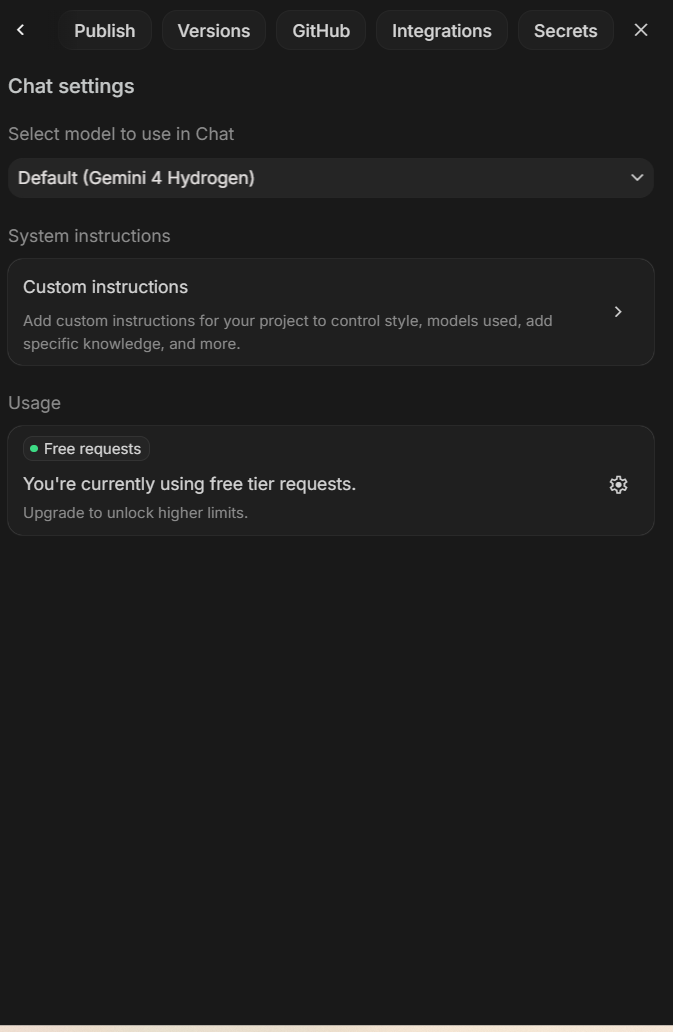 Publish
Versions
GitHub
Integrations
Secrets
Chat settings
Select model to use in Chat
Default (Gemini 4 Hydrogen)
System instructions
Custom instructions
Add custom instructions for your project to control style, models used, add
specific knowledge, and more.
Usage
Free requests
You're currently using free tier requests.
Upgrade to unlock higher limits.